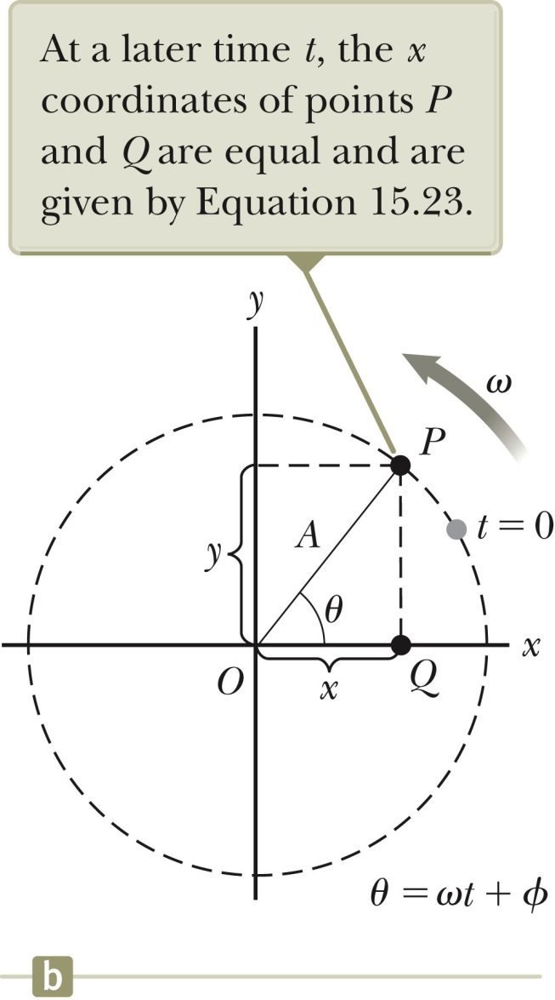 At a later time t, the x
coordinates of points P
and Q are equal and are
given by Equation 15.23.
y
ω
P
t = 0
A
y
θ
x
O
x
Q
θ = ωt + ϕ
b